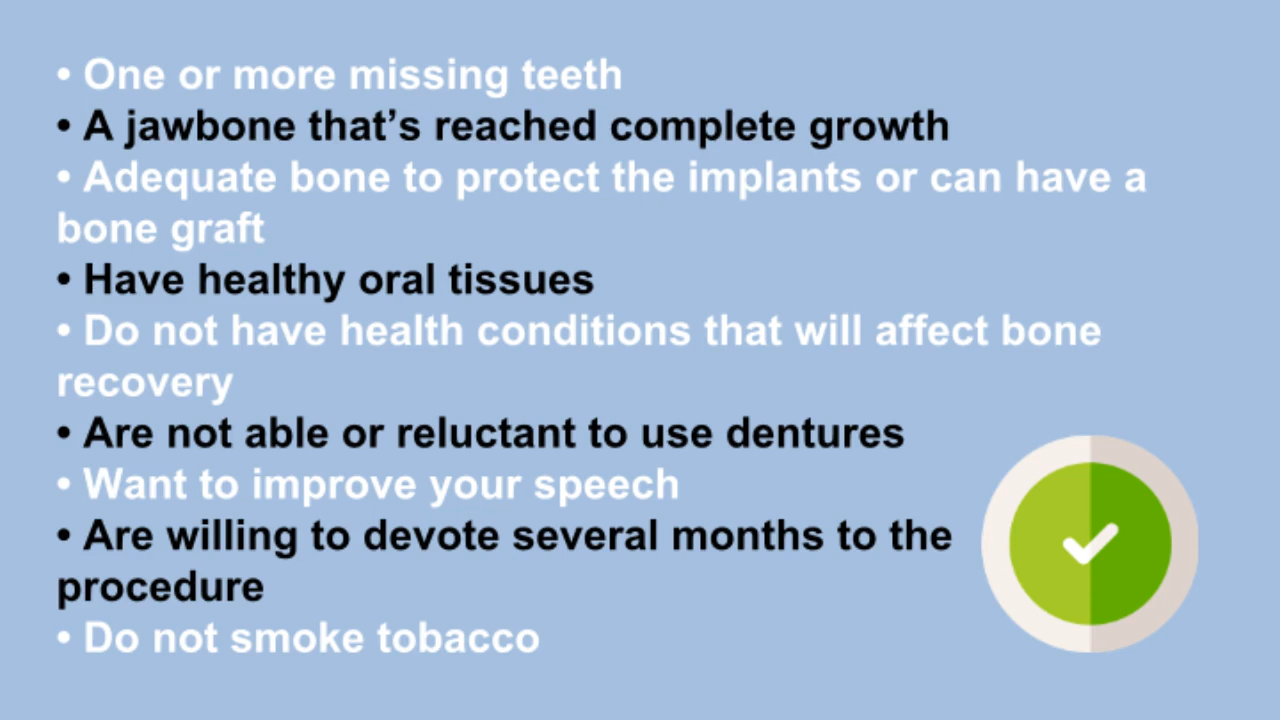 • One or more missing teeth
• A jawbone that’s reached complete growth
• Adequate bone to protect the implants or can have a
bone graft
• Have healthy oral tissues
• Do not have health conditions that will affect bone
recovery
• Are not able or reluctant to use dentures
• Want to improve your speech
• Are willing to devote several months to the
procedure
• Do not smoke tobacco